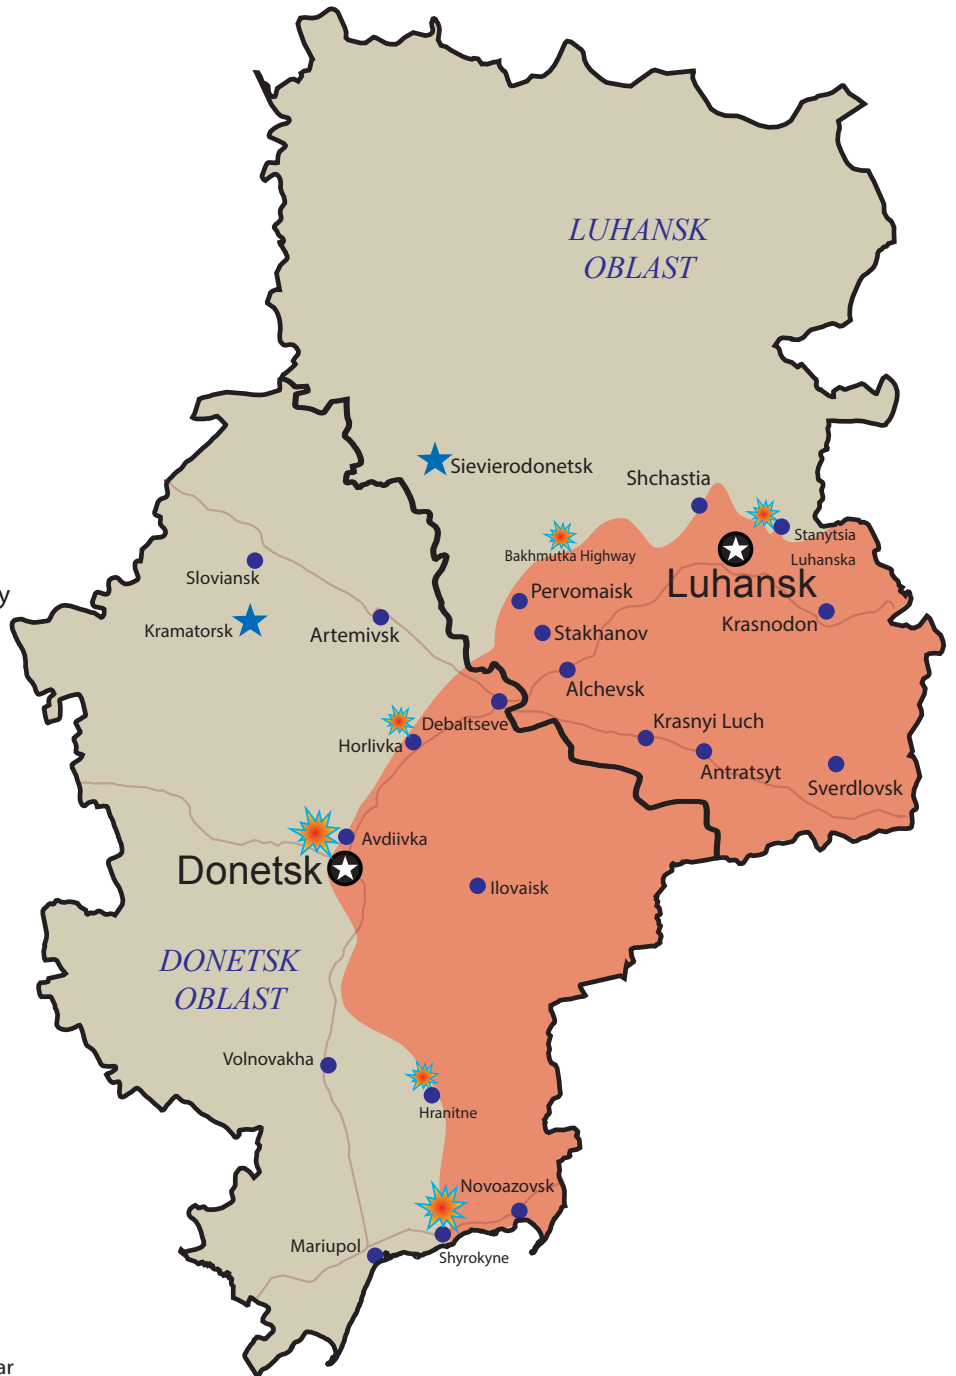 LUHANSK
OBLAST
Sievierodonetsk
Shchastia
Stanytsia
Luhanska
Bakhmutka Highway
Luhansk
Sloviansk
Pervomaisk
y
Kramatorsk
Artemivsk
Stakhanov
Krasnodon
Alchevsk
Debaltseve
Krasnyi Luch
Horlivka
Antratsyt
Sverdlovsk
Avdiivka
Donetsk
Ilovaisk
DONETSK
OBLAST
Volnovakha
Hranitne
Novoazovsk
Mariupol
Shyrokyne
ar